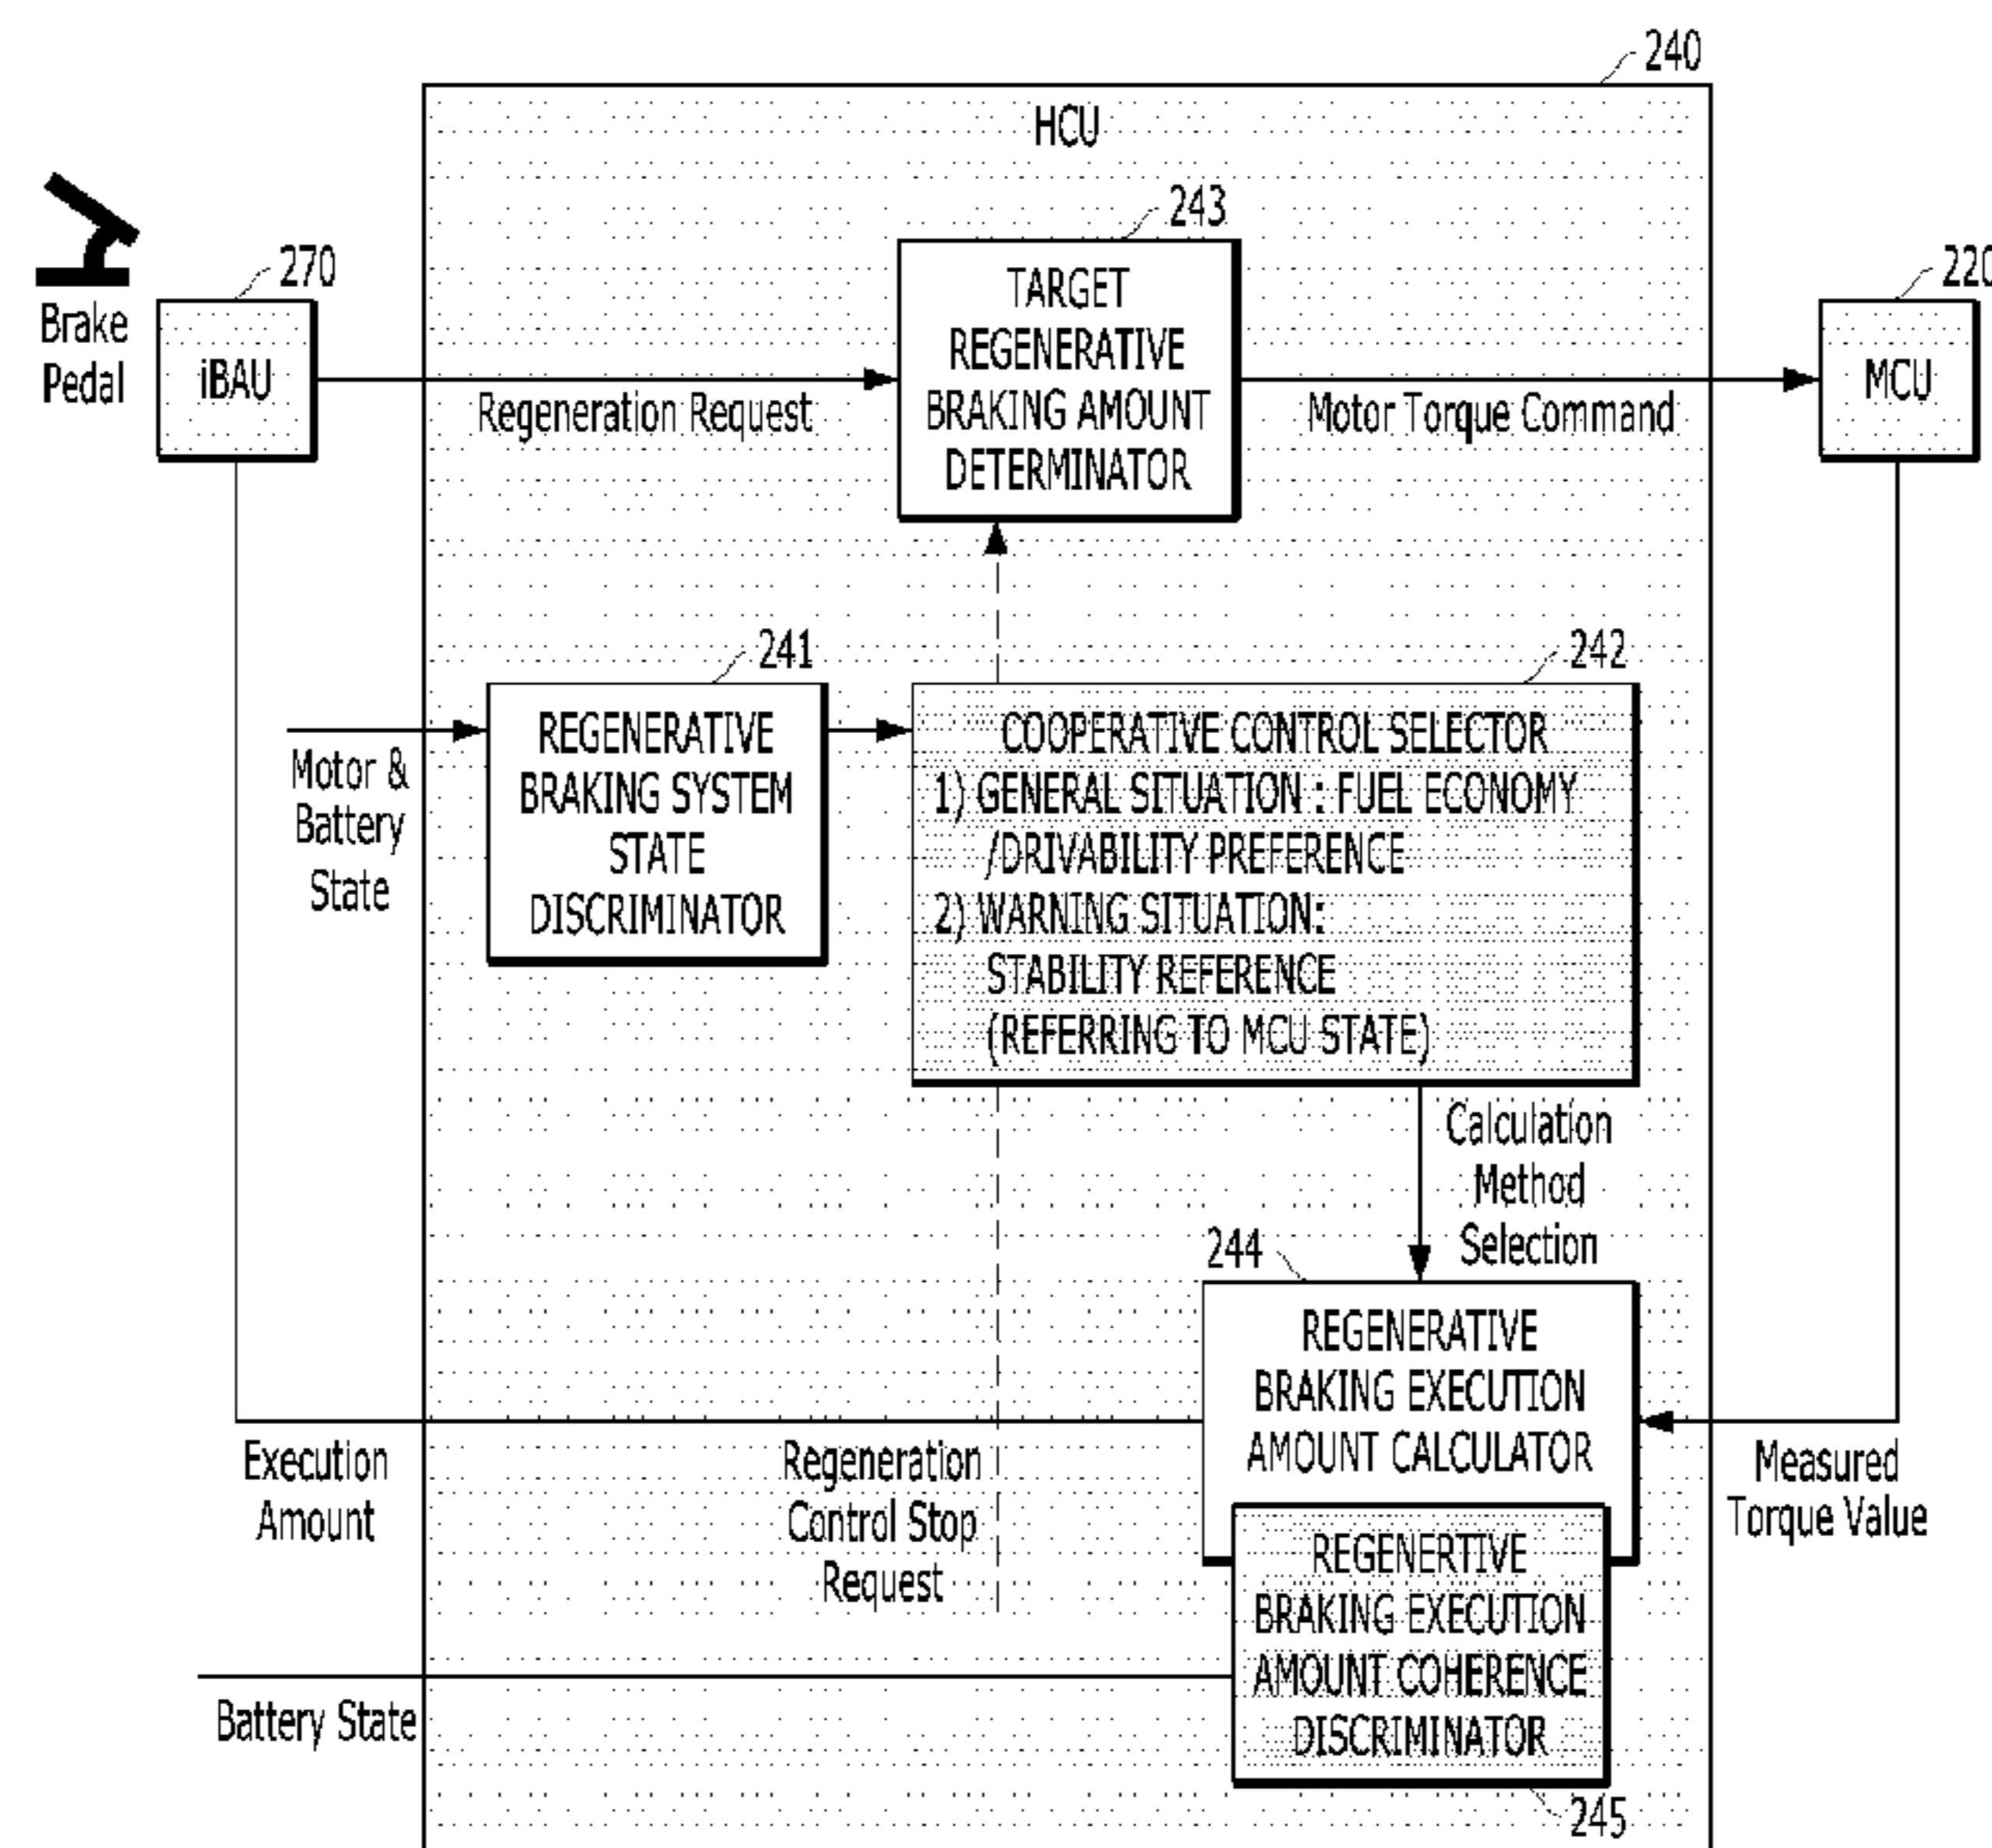 240
HCU
243
270
220
Brake
Pedal
iBAU
TARGET
REGENERATIVE
BRAKING AMOUNT
DETERMINATOR
MCU
Regeneration Request
Motor Torque Command
241
242
Motor &
Battery
State
REGENERATIVE
BRAKING SYSTEM
STATE
DISCRIMINATOR
COOPERATIVE CONTROL SELECTOR
1) GENERAL SITUATION : FUEL ECONOMY
/DRIVABILITY PREFERENCE
2) WARNING SITUATION:
STABILITY REFERENCE
(REFERRING TO MCU STATE)
Calculation
Method
Selection
244
REGENERATIVE
BRAKING EXECUTION
AMOUNT CALCULATOR
Execution
Amount
Regeneration
Control Stop
Request
Measured
Torque Value
REGENERTIVE
BRAKING EXECUTION
AMOUNT COHERENCE
DISCRIMINATOR
Battery State
245